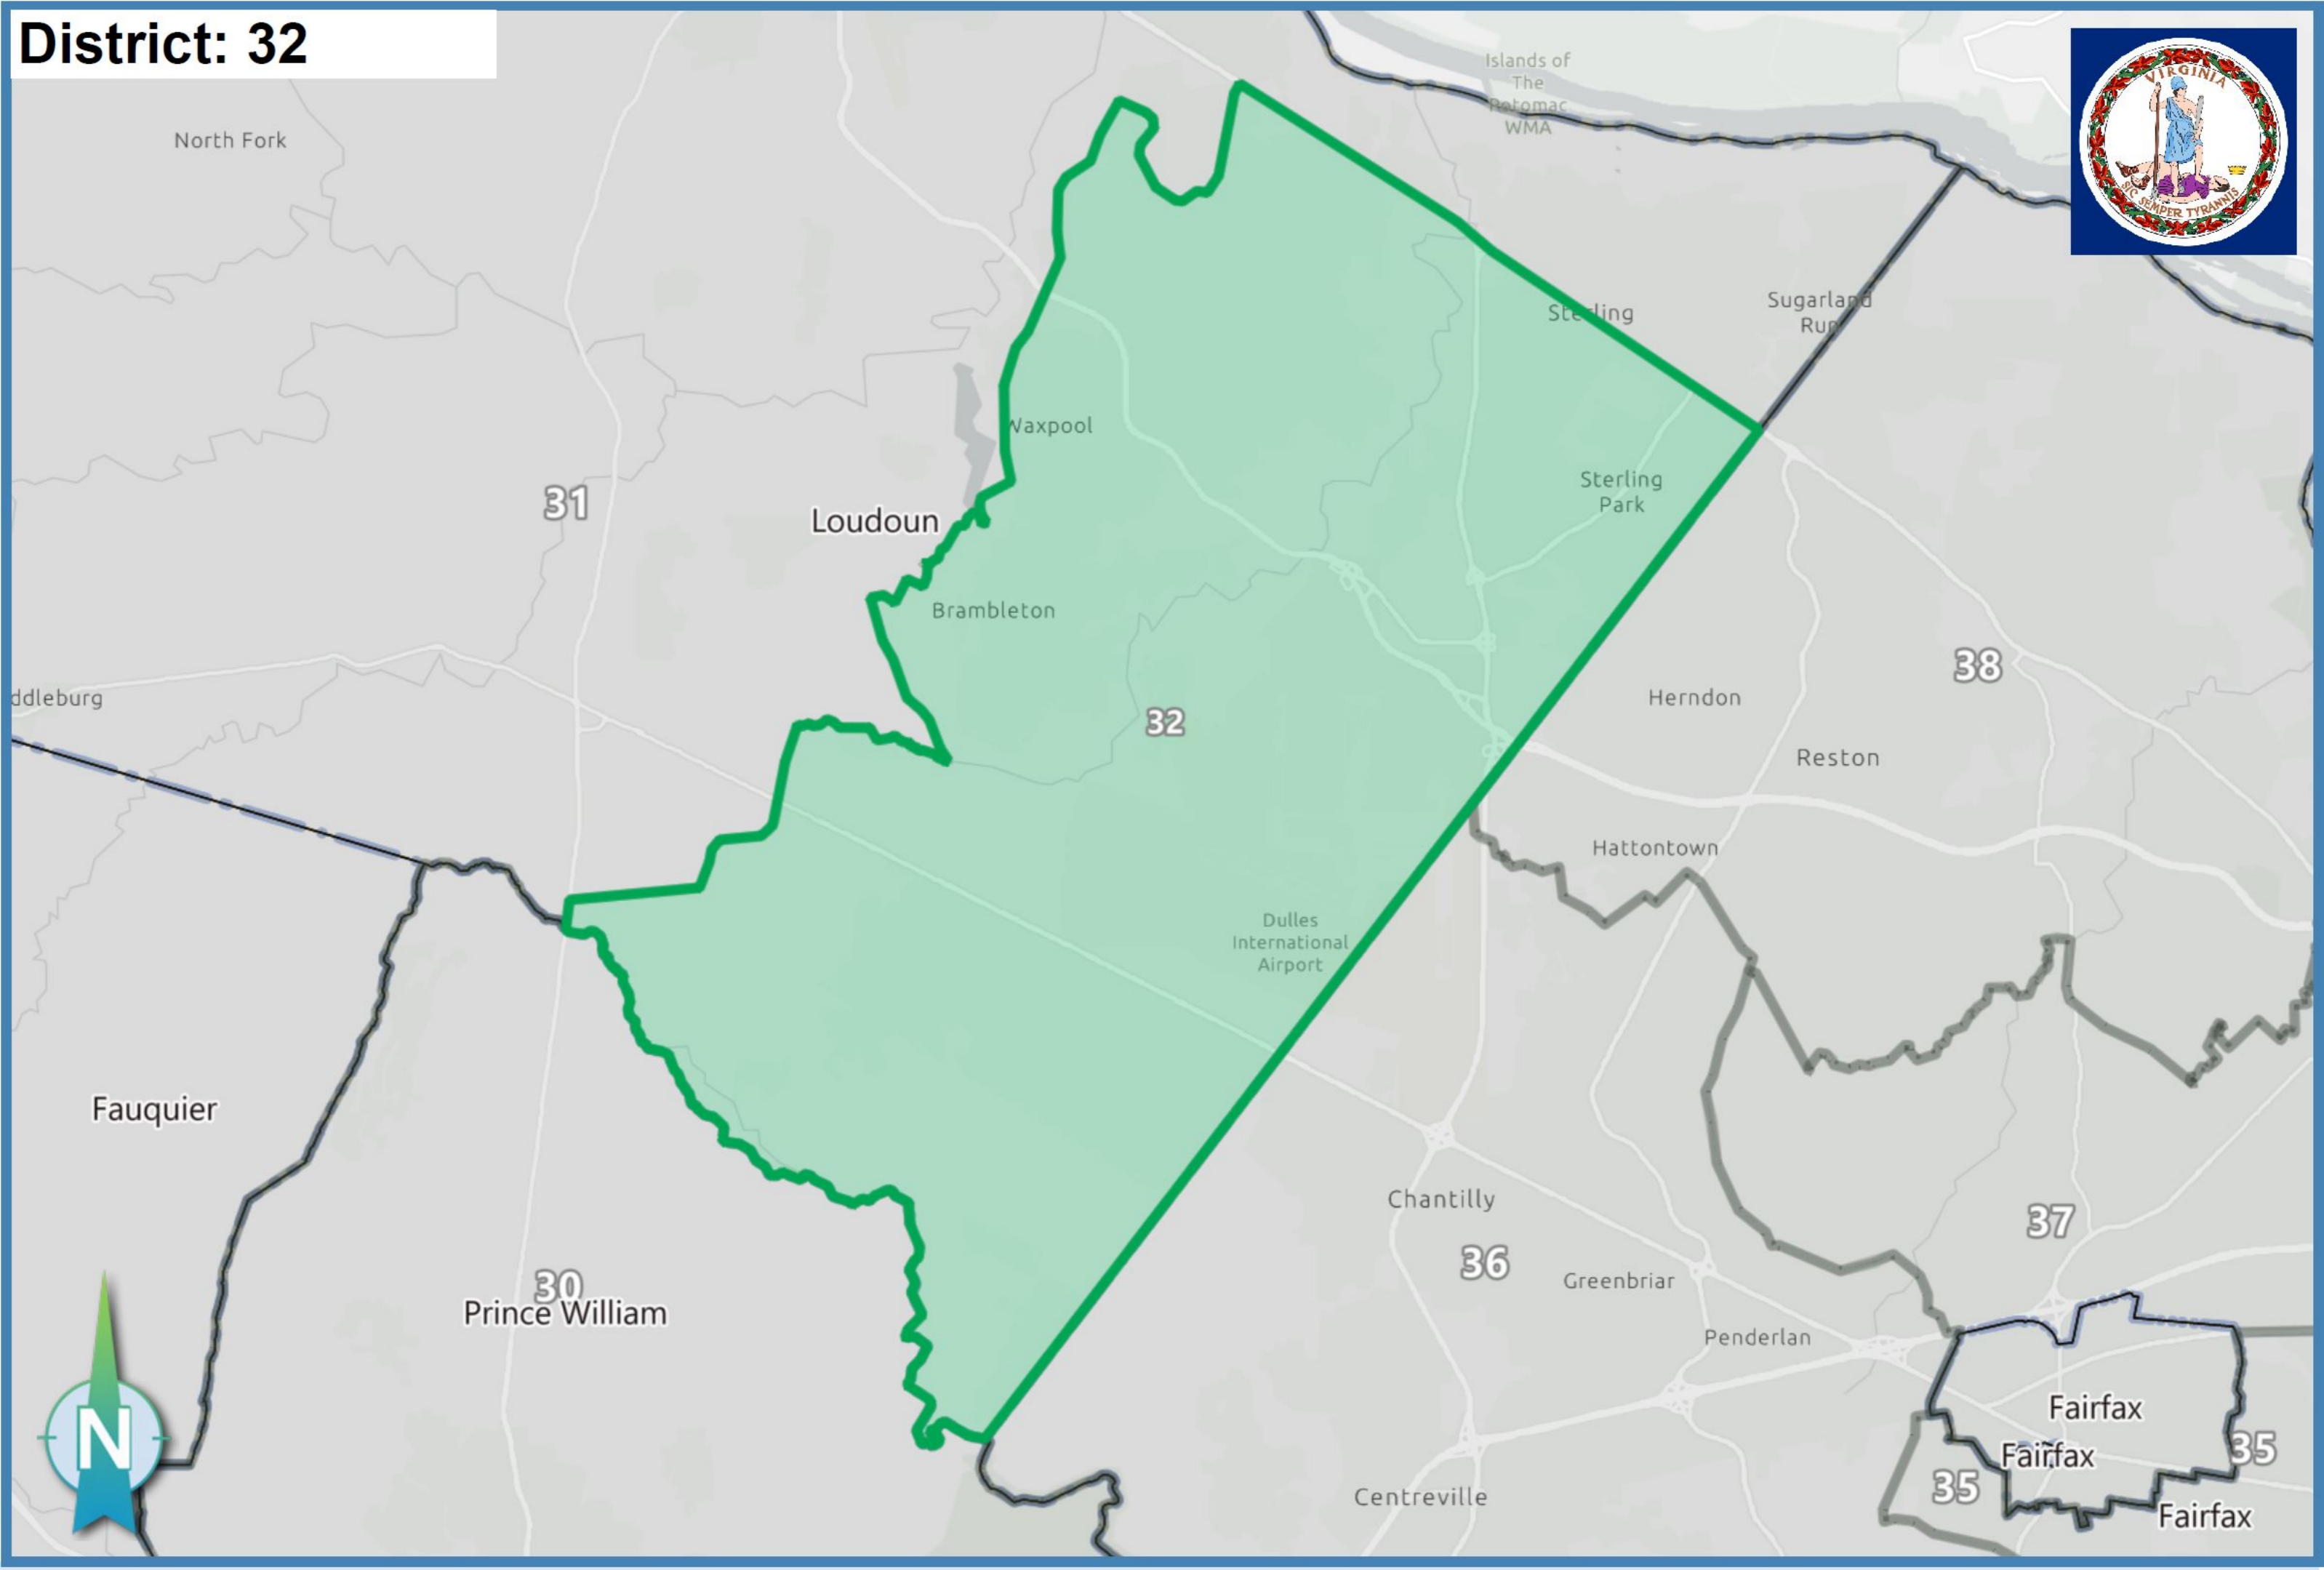 District: 32
Islands of
The
Potomac
WMA
VIRGINIA
SIC SEMPER TYRANNIS
North Fork
Sugarland
Run
Sterling
Waxpool
Sterling
Park
31
Loudoun
Brambleton
38
ddleburg
Herndon
32
Reston
Hattontown
Dulles
International
Airport
Fauquier
Chantilly
37
36
30
Prince William
Greenbriar
Penderlan
N
Fairfax
Fairfax
35
35
Centreville
Fairfax